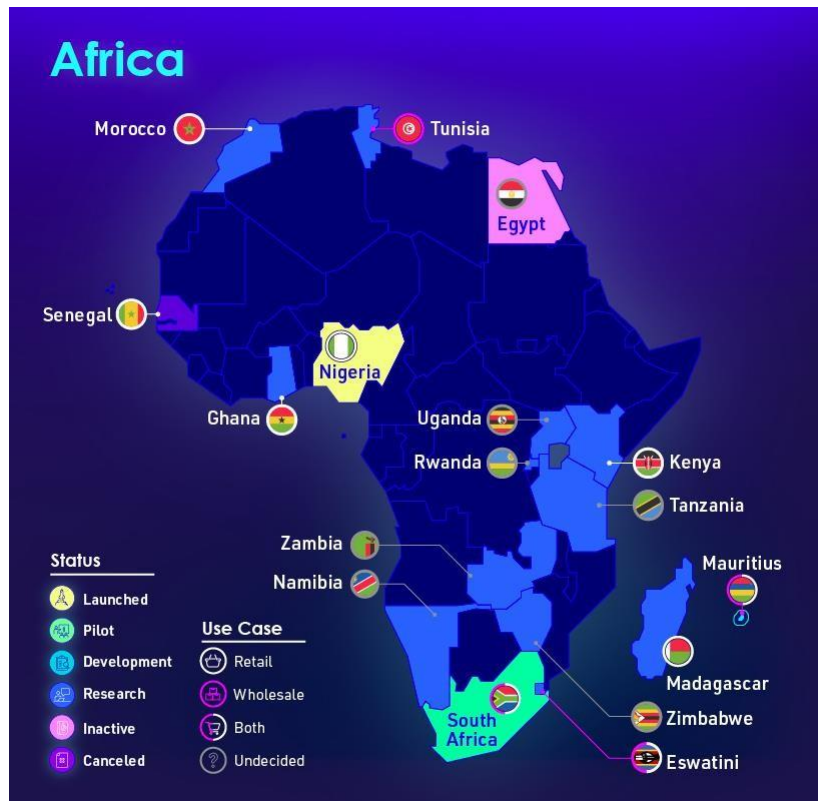 Africa
Morocco
Tunisia
Egypt
Senegal
Nigeria
Ghana
Uganda
Rwanda
Kenya
Tanzania
Zambia
Namibia
Mauritius
Madagascar
Zimbabwe
South
Africa
Eswatini
Status
Launched
Pilot
Development
Research
Inactive
Canceled
Use Case
Retail
Wholesale
Both
? Undecided